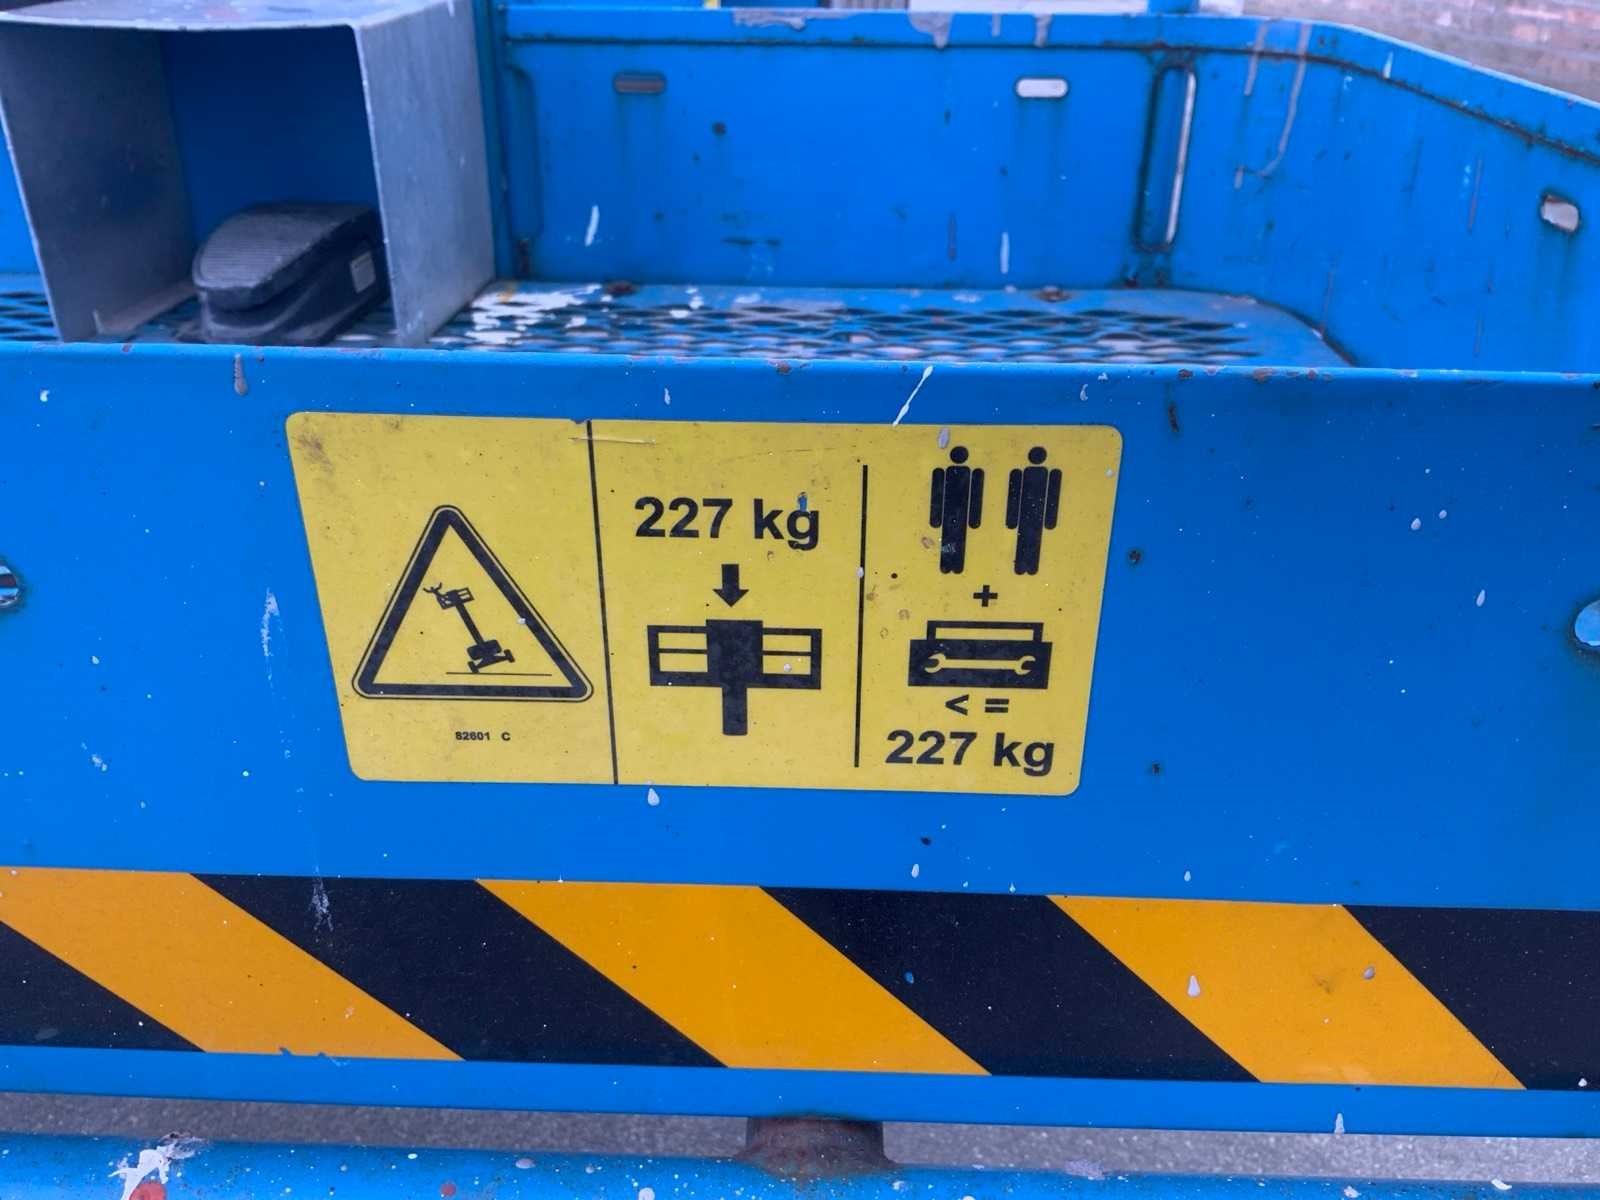 82601 C
227 kg
+
< =
227 kg